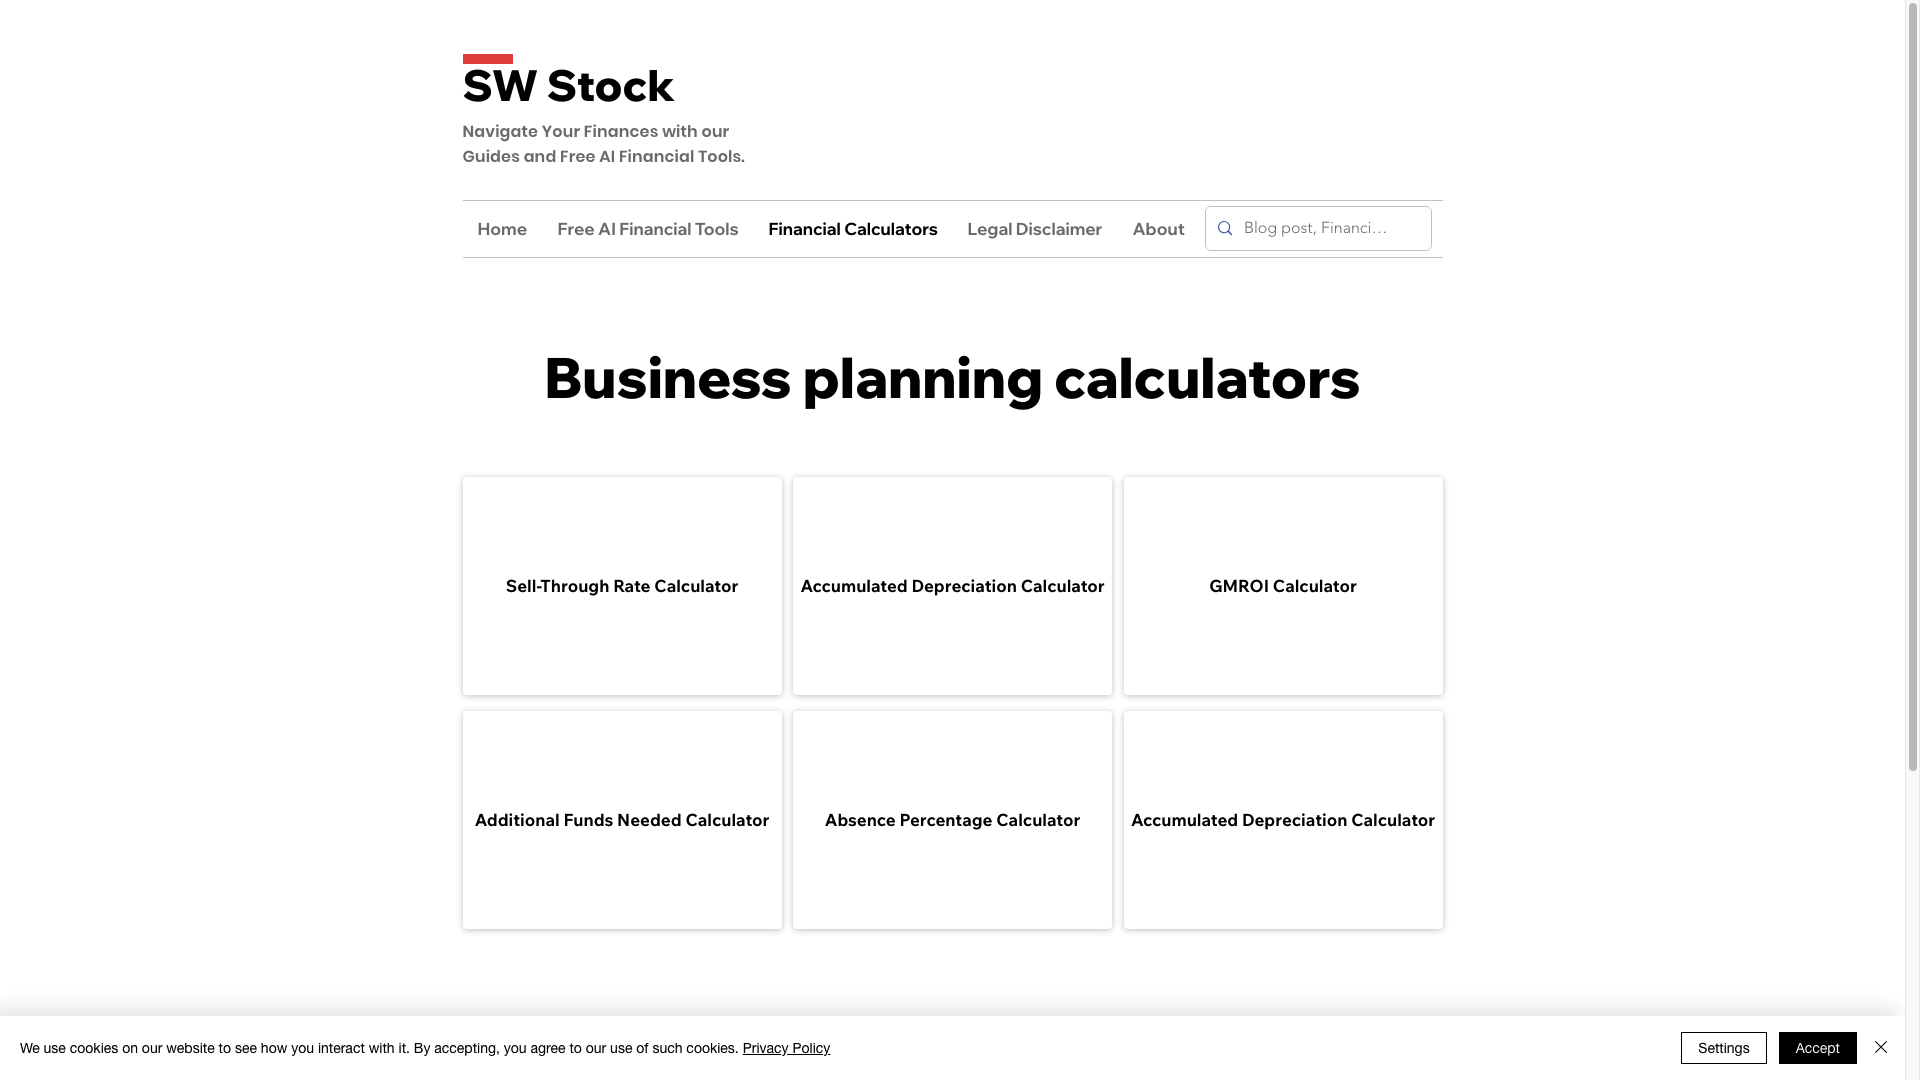 SW Stock
Navigate Your Finances with our
Guides and Free AI Financial Tools.
Home Free AI Financial Tools Financial Calculators Legal Disclaimer About Blog post, Financi...
Business planning calculators
Sell-Through Rate Calculator Accumulated Depreciation Calculator GMROI Calculator
Additional Funds Needed Calculator Absence Percentage Calculator Accumulated Depreciation Calculator
We use cookies on our website to see how you interact with it. By accepting, you agree to our use of such cookies. Privacy Policy Settings Accept